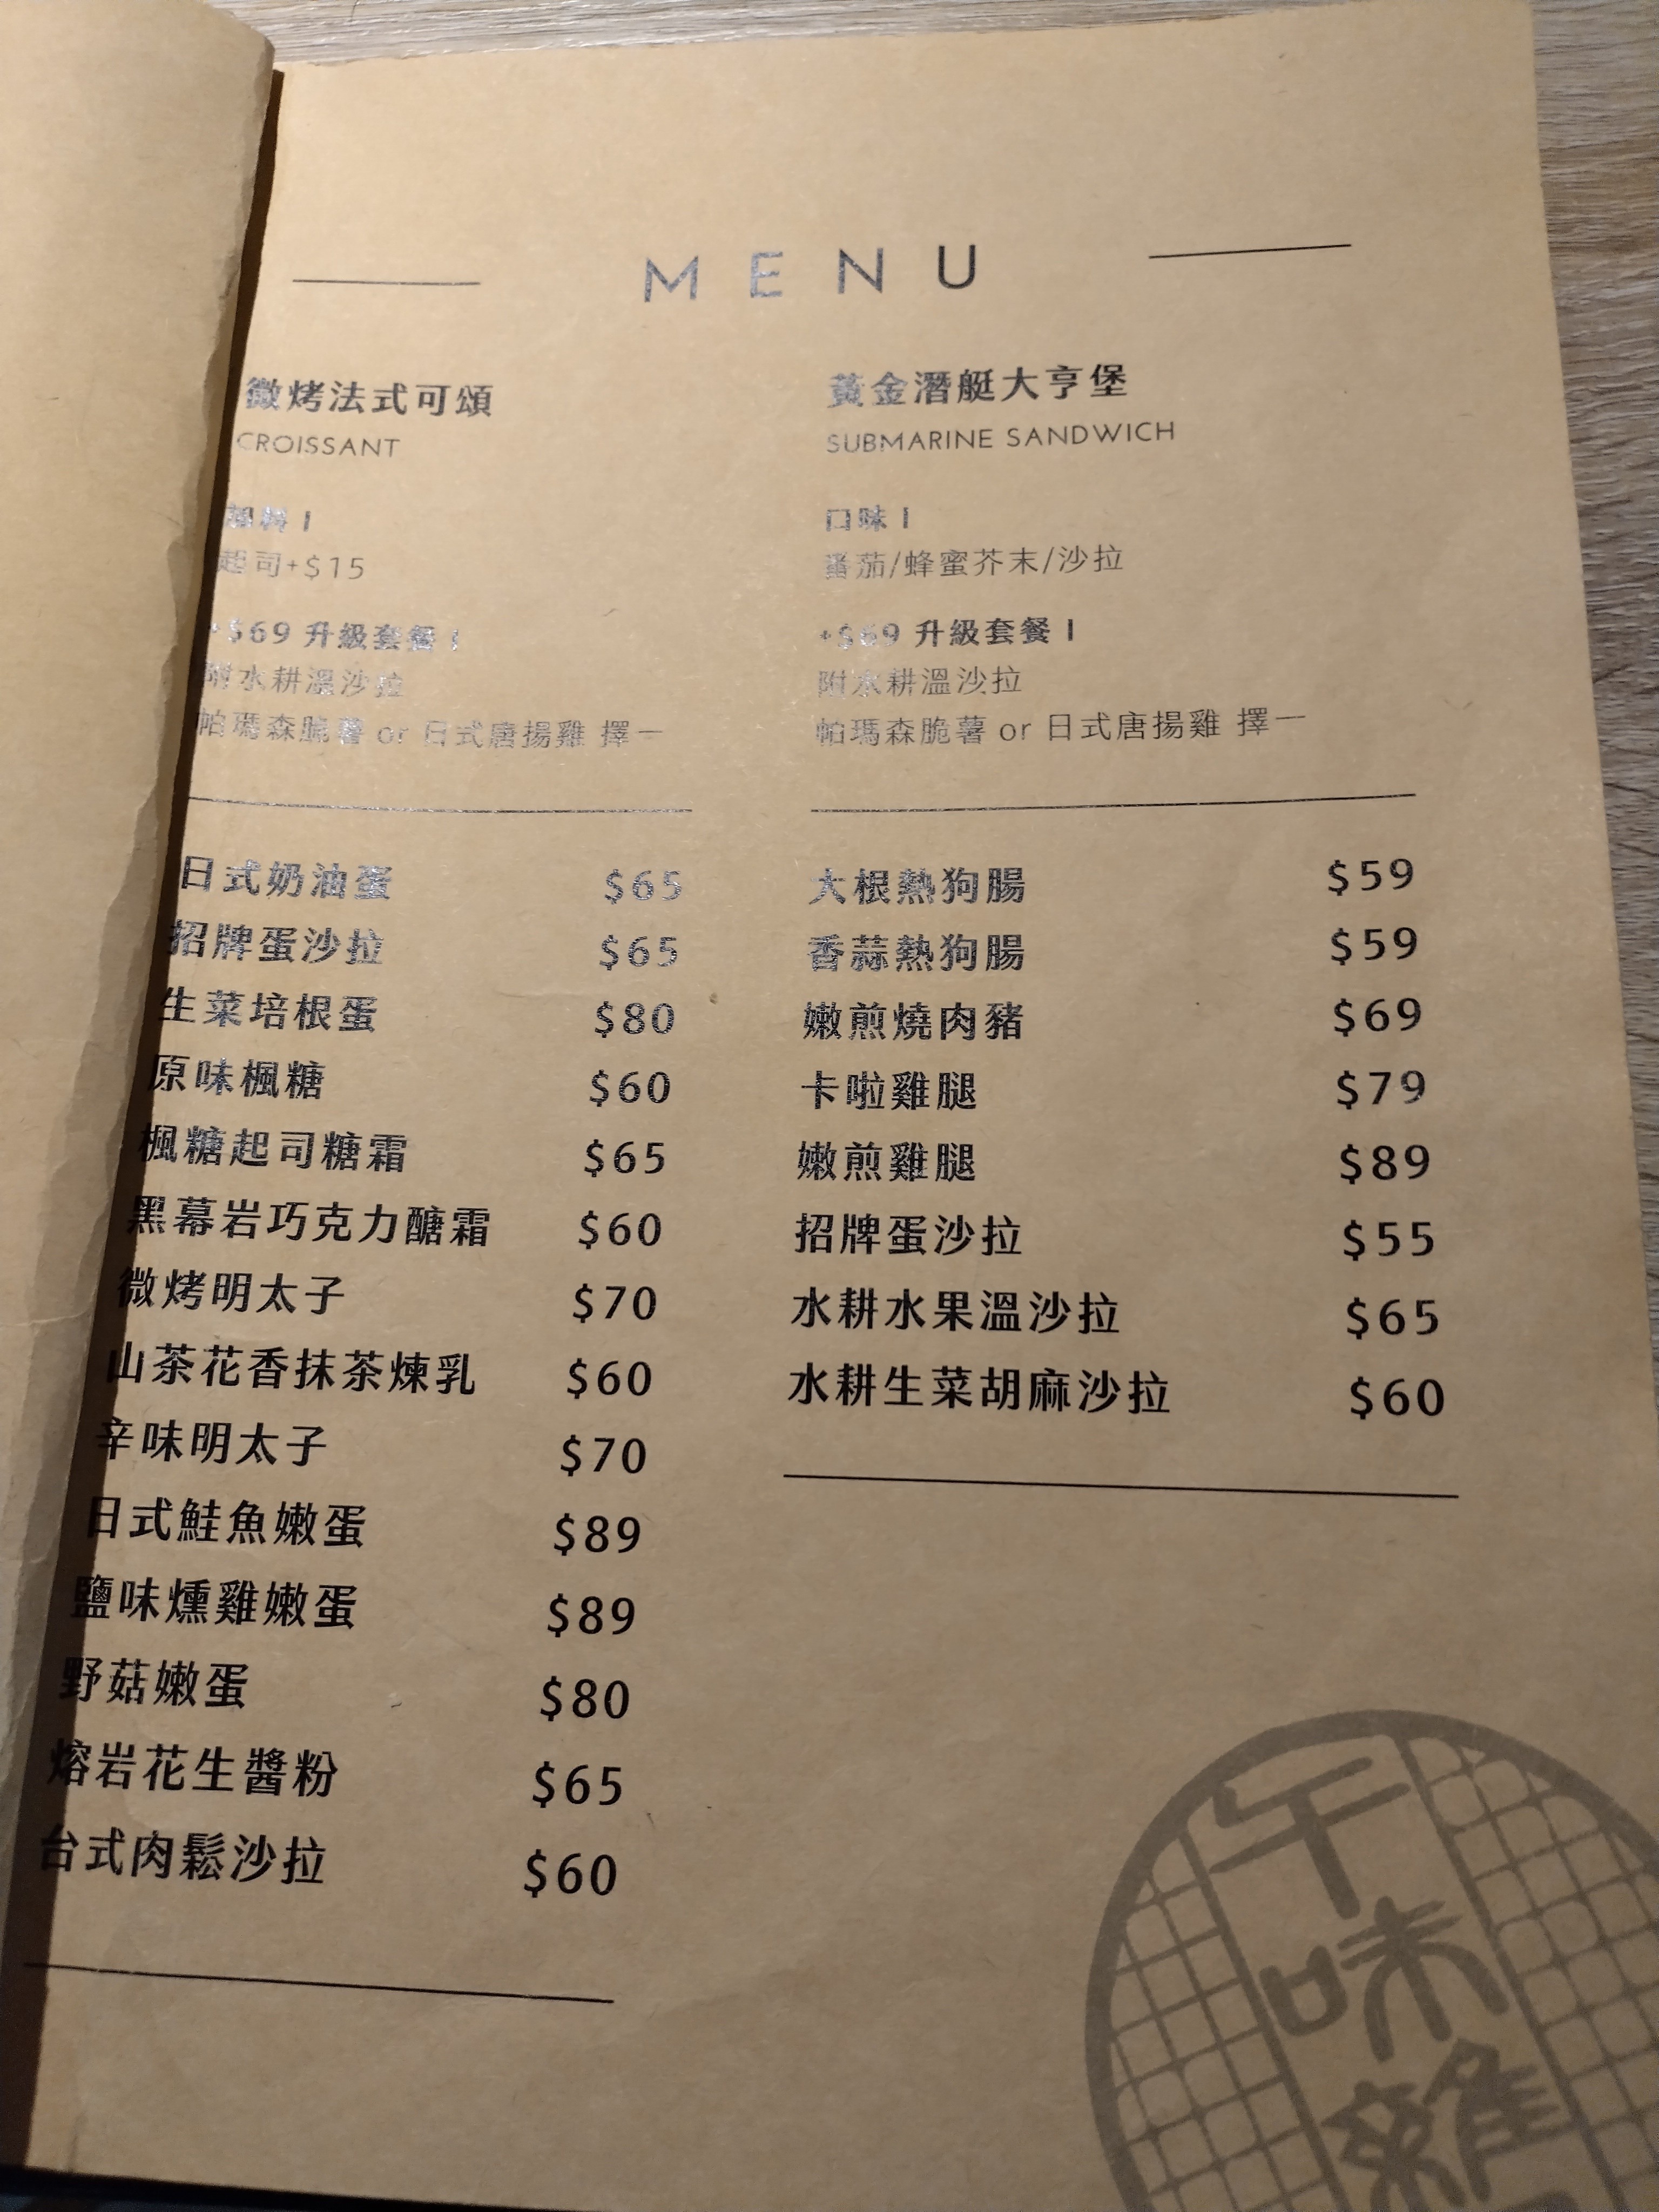 MENU
微烤法式可頌
CROISSANT
加料 |
起司+$15
+$69 升級套餐 |
附水耕溫沙拉
帕瑪森脆薯 or 日式唐揚雞 擇一
日式奶油蛋 $65
招牌蛋沙拉 $65
生菜培根蛋 $80
原味楓糖 $60
楓糖起司糖霜 $65
黑幕岩巧克力醣霜 $60
微烤明太子 $70
山茶花香抹茶煉乳 $60
辛味明太子 $70
日式鮭魚嫩蛋 $89
鹽味燻雞嫩蛋 $89
野菇嫩蛋 $80
熔岩花生醬粉 $65
台式肉鬆沙拉 $60
黃金潛艇大亨堡
SUBMARINE SANDWICH
口味 |
番茄/蜂蜜芥末/沙拉
+$69 升級套餐 |
附水耕溫沙拉
帕瑪森脆薯 or 日式唐揚雞 擇一
大根熱狗腸 $59
香蒜熱狗腸 $59
嫩煎燒肉豬 $69
卡啦雞腿 $79
嫩煎雞腿 $89
招牌蛋沙拉 $55
水耕水果溫沙拉 $65
水耕生菜胡麻沙拉 $60
午味雜